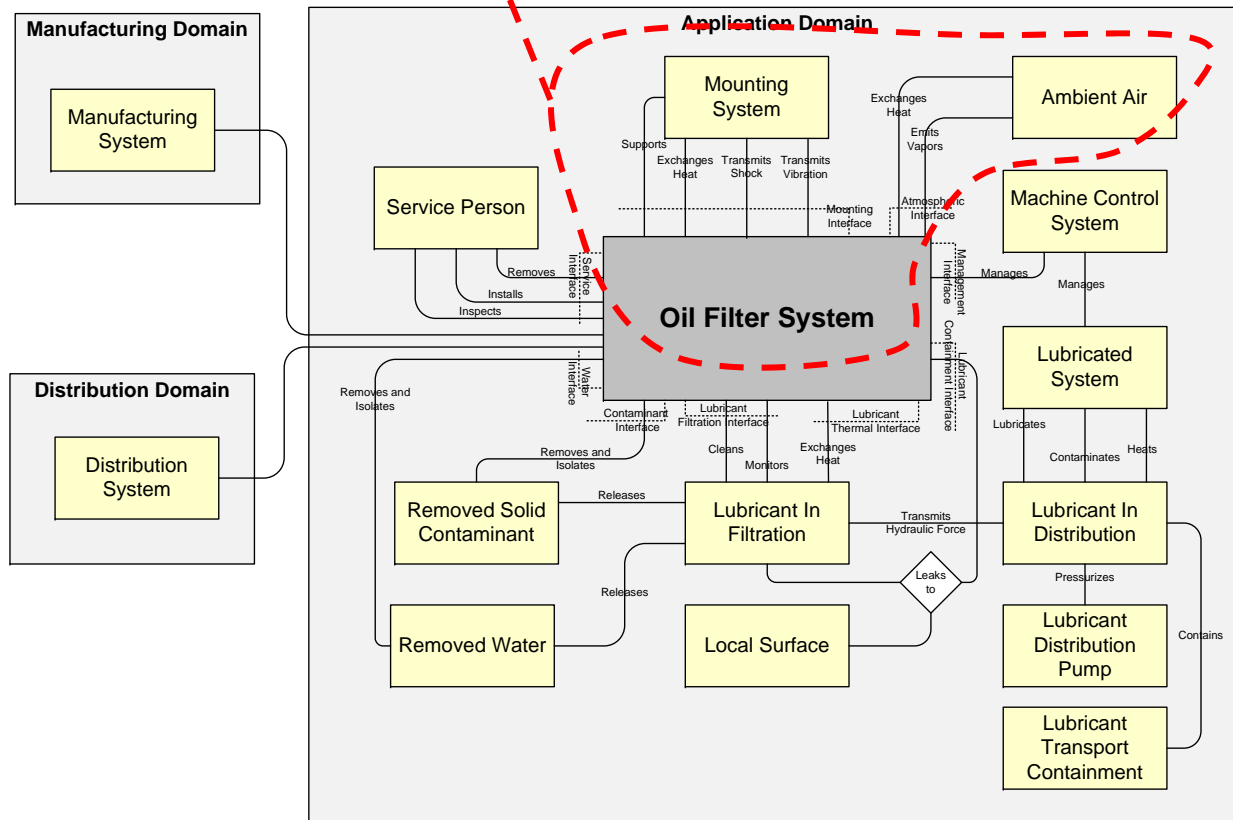 Manufacturing Domain
Manufacturing
System
Distribution Domain
Distribution
System
Application Domain
Mounting
System
Ambient Air
Exchanges
Heat
Emits
Vapors
Supports
Exchanges
Heat
Transmits
Shock
Transmits
Vibration
Service Person
Machine Control
System
Mounting
Interface
Atmospheric
Interface
Removes
Installs
Inspects
Service
Interface
Oil Filter System
Management
Interface
Manages
Manages
Lubricated
System
Lubricant
Containment Interface
Water
Interface
Removes and
Isolates
Contaminant
Interface
Lubricant
Filtration Interface
Lubricant
Thermal Interface
Removes and
Isolates
Cleans
Monitors
Exchanges
Heat
Lubricates
Contaminates
Heats
Removed Solid
Contaminant
Releases
Lubricant In
Filtration
Transmits
Hydraulic Force
Lubricant In
Distribution
Releases
Leaks
to
Pressurizes
Contains
Removed Water
Local Surface
Lubricant
Distribution
Pump
Lubricant
Transport
Containment